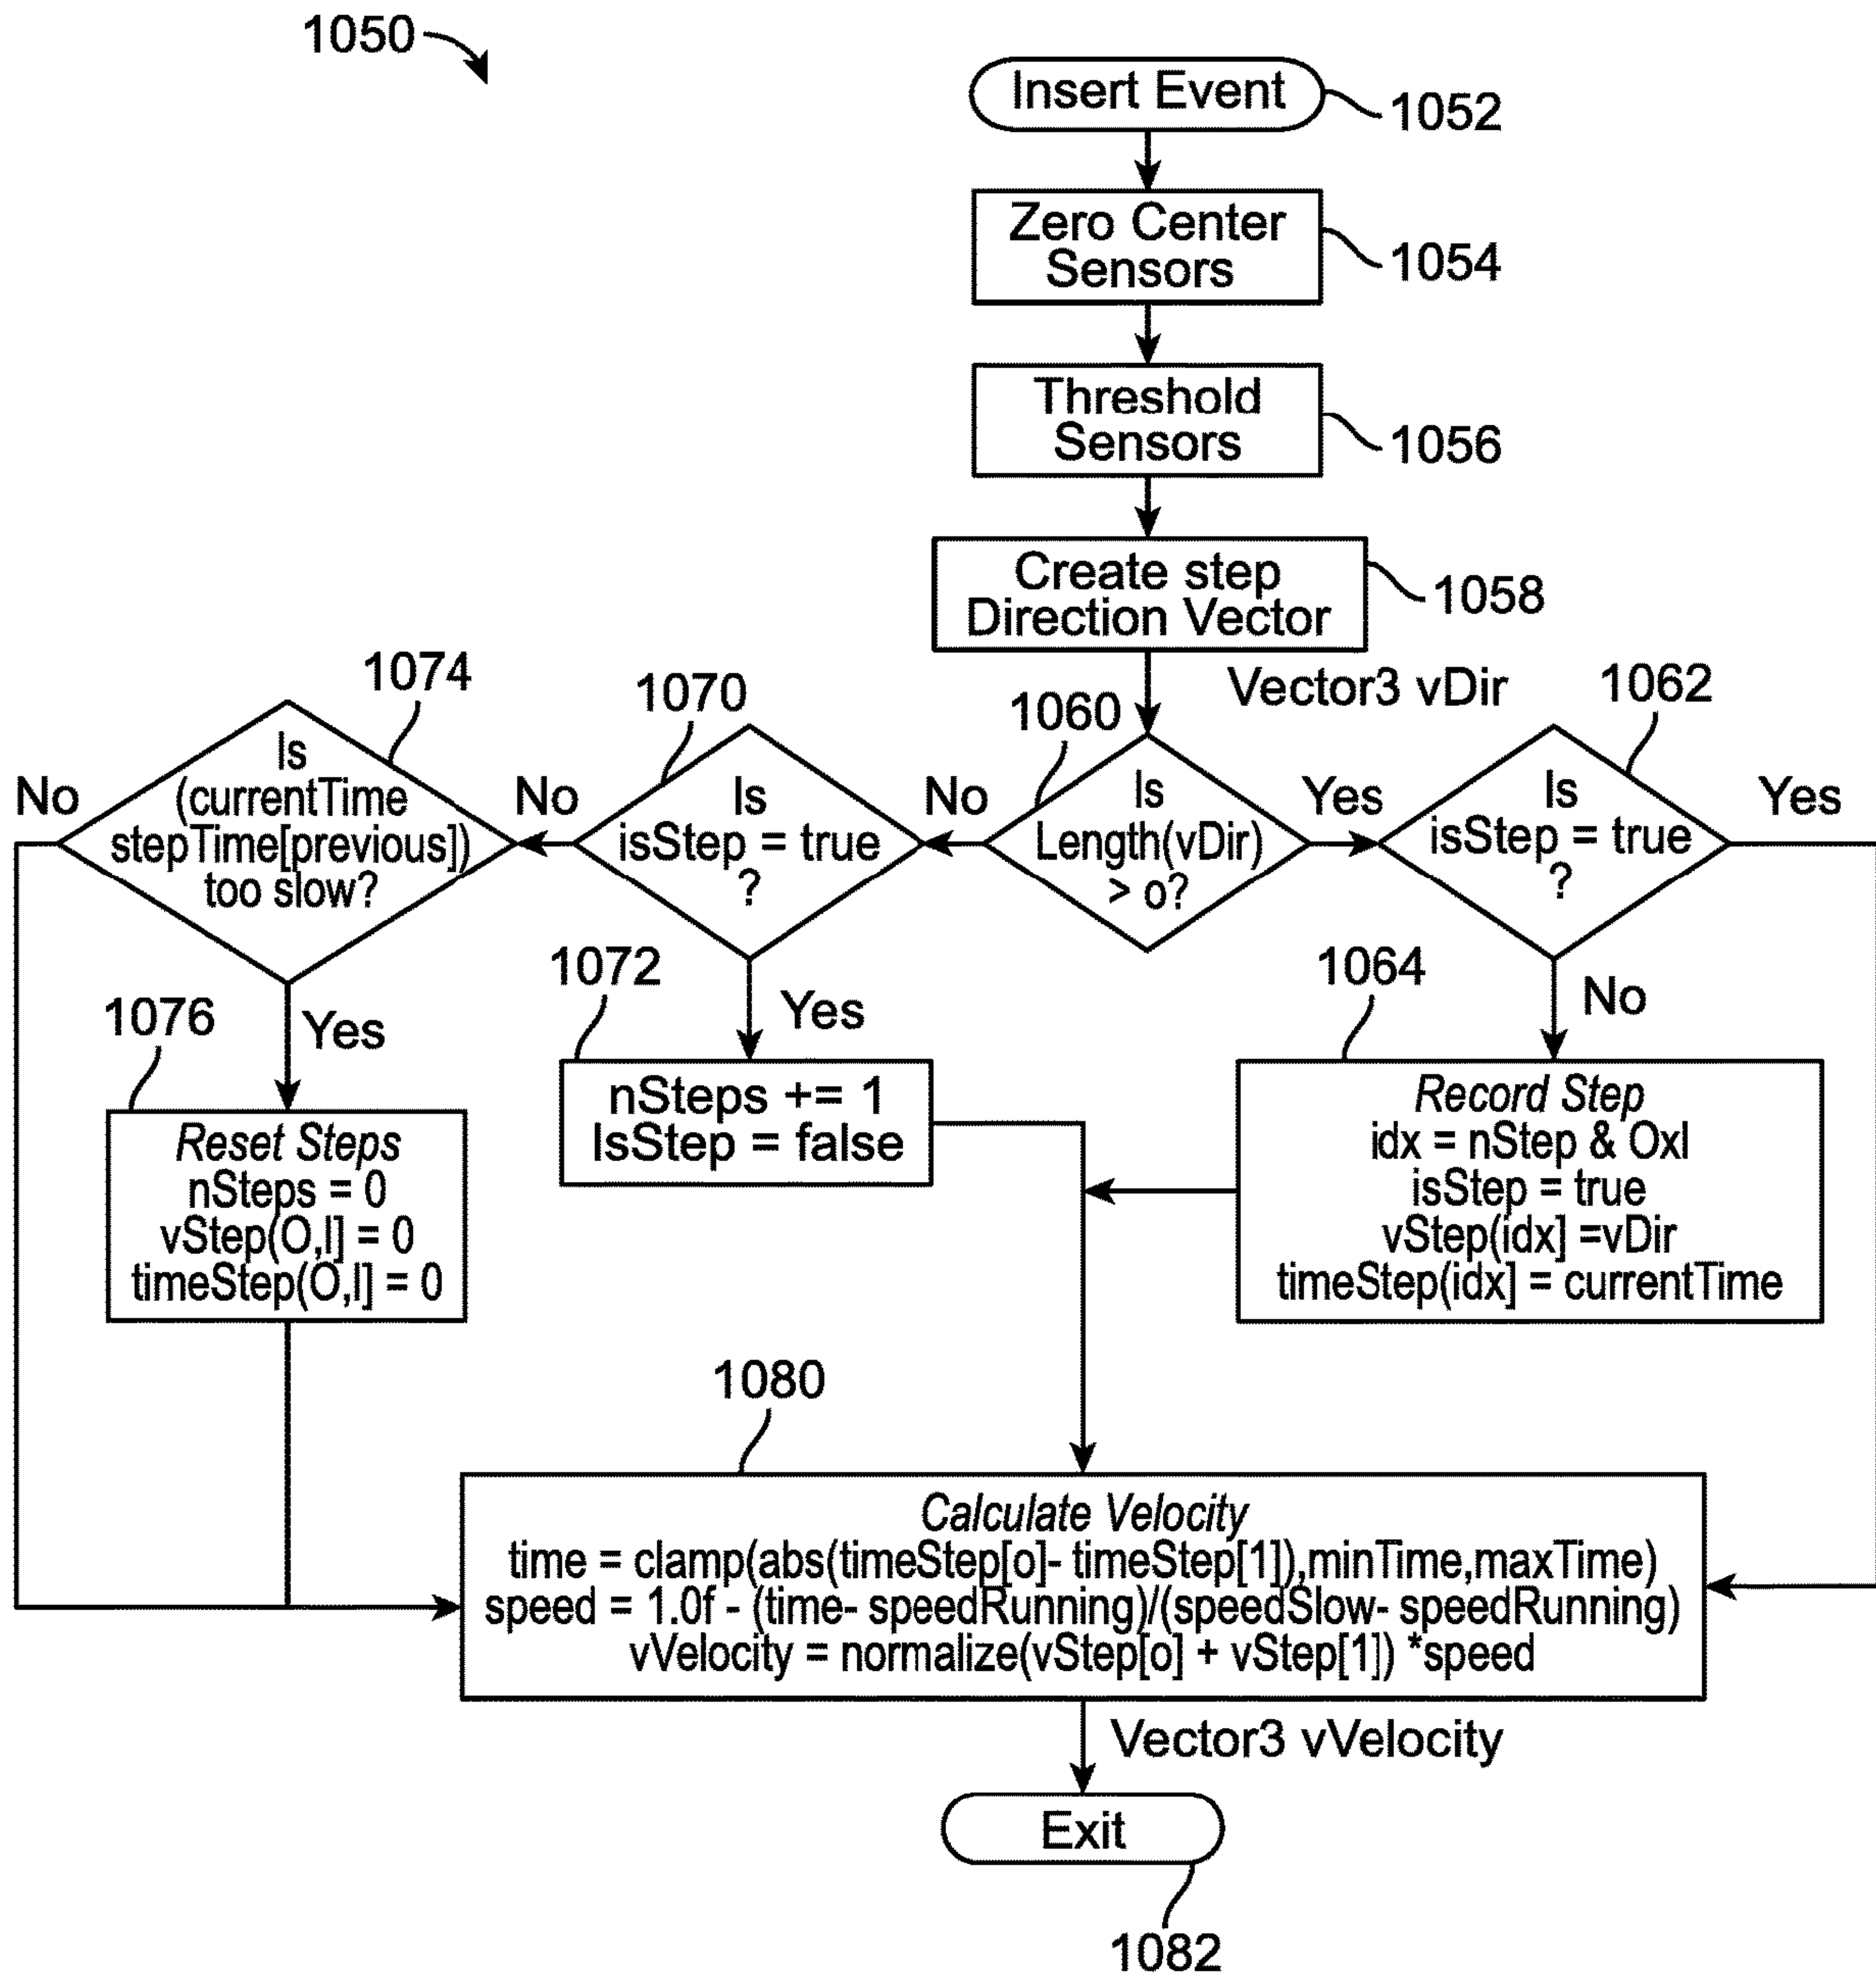 1050
Insert Event
1052
Zero Center
Sensors
1054
Threshold
Sensors
1056
Create step
Direction Vector
1058
Vector3 vDir
1074
1070
1060
1062
Is
(currentTime
stepTime[previous])
too slow?
No
Yes
Is
isStep = true
?
No
Yes
Is
Length(vDir)
> o?
No
Yes
Is
isStep = true
?
Yes
No
1076
Reset Steps
nSteps = 0
vStep(O,I] = 0
timeStep(O,I] = 0
1072
nSteps += 1
IsStep = false
1064
Record Step
idx = nStep & OxI
isStep = true
vStep(idx] =vDir
timeStep(idx] = currentTime
1080
Calculate Velocity
time = clamp(abs(timeStep[o]- timeStep[1]),minTime,maxTime)
speed = 1.0f - (time- speedRunning)/(speedSlow- speedRunning)
vVelocity = normalize(vStep[o] + vStep[1]) *speed
Vector3 vVelocity
Exit
1082